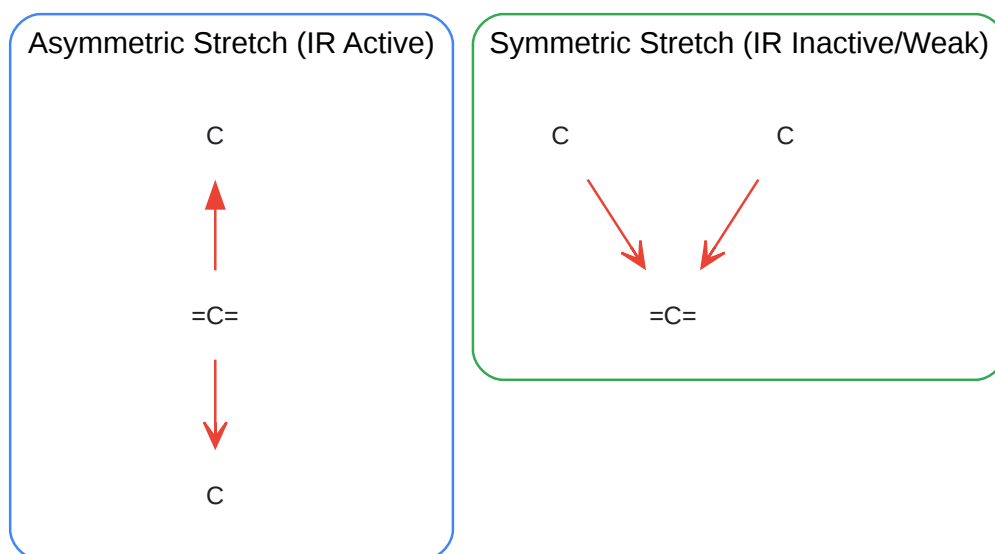 Asymmetric Stretch (IR Active)
C
=C=
C
Symmetric Stretch (IR Inactive/Weak)
C C
=C=